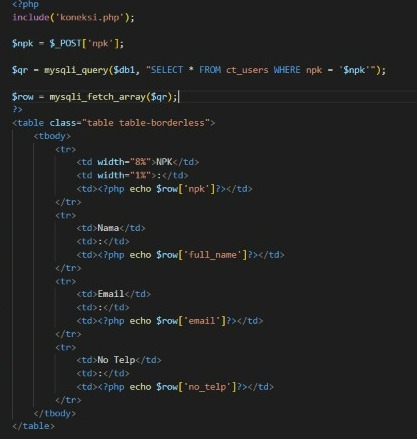 <?php
include('koneksi.php');
$npk = $_POST['npk'];
$qr = mysqli_query($db1, "SELECT * FROM ct_users WHERE npk = '$npk'");
$row = mysqli_fetch_array($qr);
?>
<table class="table table-borderless">
<tbody>
<tr>
<td width="8%">NPK</td>
<td width="1%">:</td>
<td><?php echo $row['npk']?></td>
</tr>
<tr>
<td>Nama</td>
<td>:</td>
<td><?php echo $row['full_name']?></td>
</tr>
<tr>
<td>Email</td>
<td>:</td>
<td><?php echo $row['email']?></td>
</tr>
<tr>
<td>No Telp</td>
<td>:</td>
<td><?php echo $row['no_telp']?></td>
</tr>
</tbody>
</table>